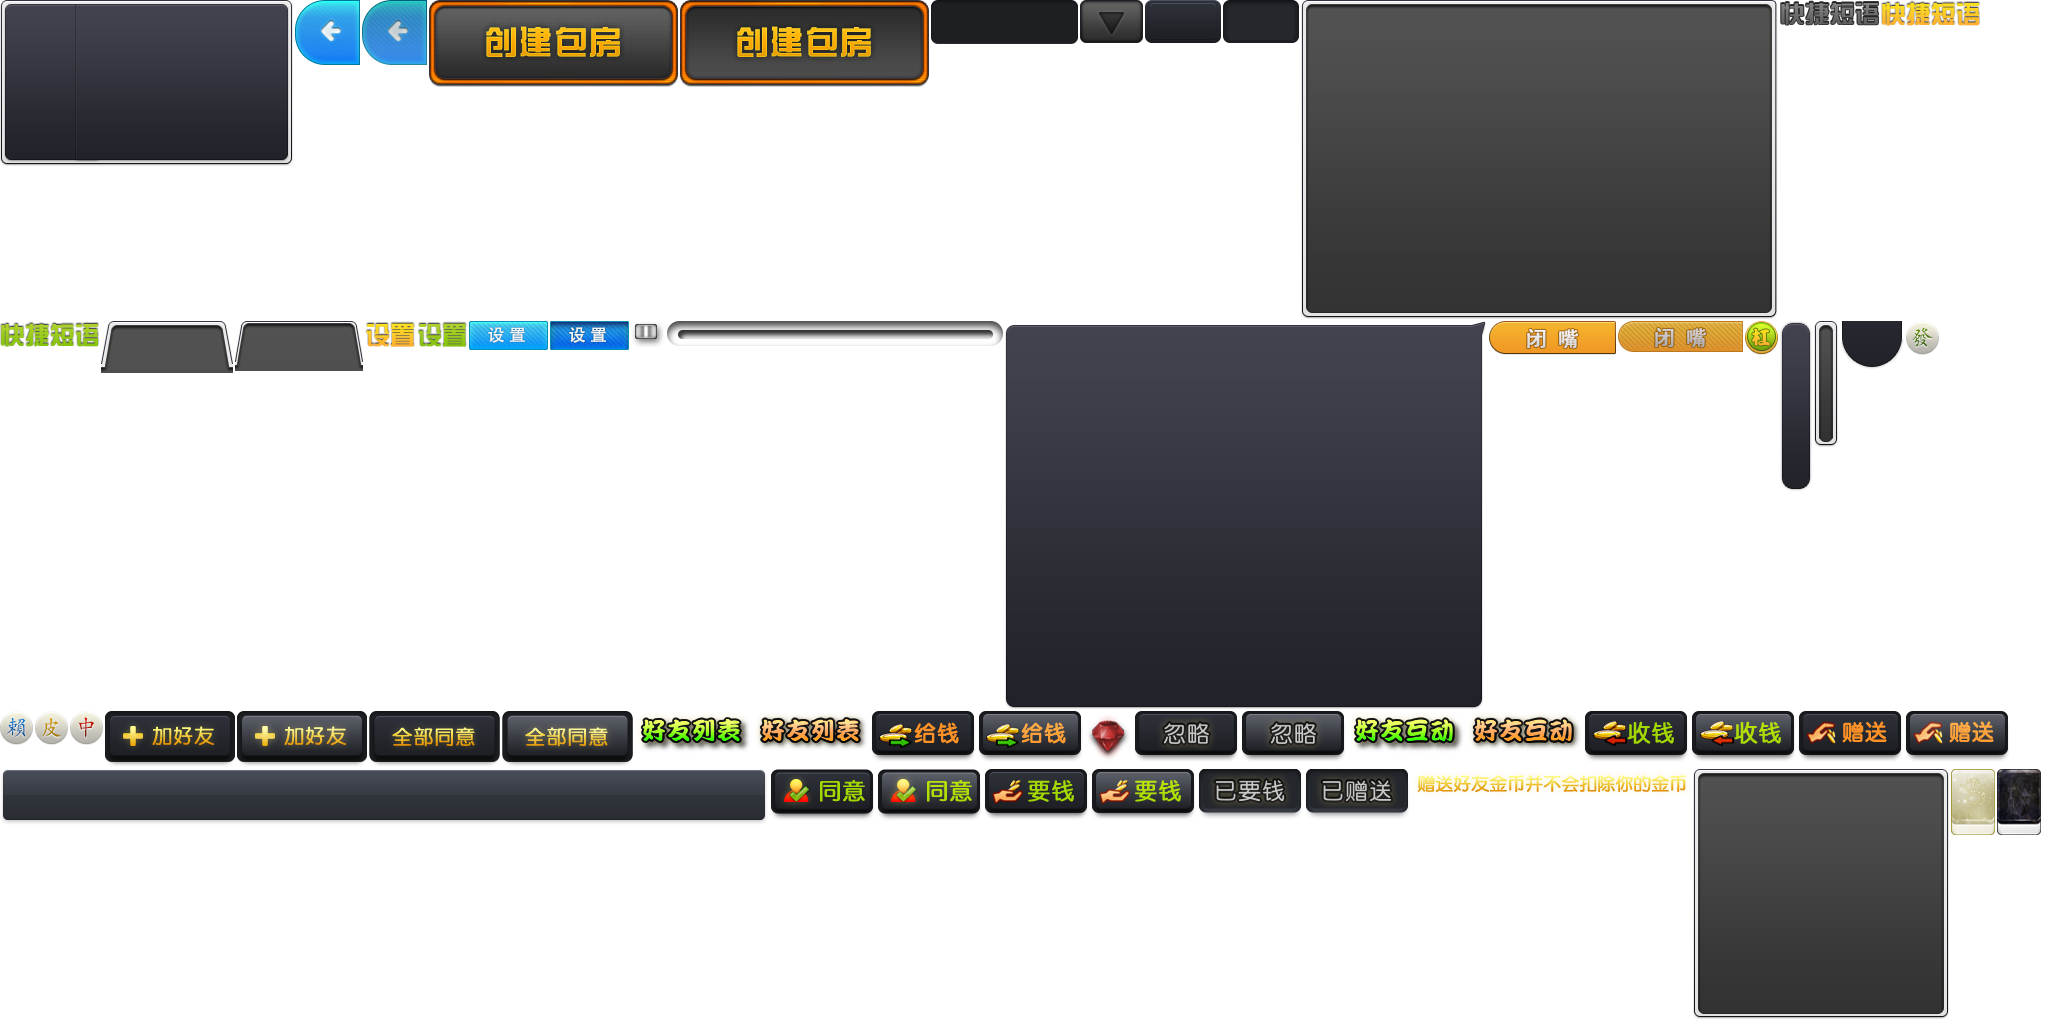 创建包房 创建包房 快捷短语 快捷短语
快捷短语 设置 设置 设置 设置 闭嘴 闭嘴 杠 發
賴 皮 中 加好友 加好友 全部同意 全部同意 好友列表 好友列表 给钱 给钱 忽略 忽略 好友互动 好友互动 收钱 收钱 赠送 赠送
同意 同意 要钱 要钱 已要钱 已赠送 赠送好友金币并不会扣除你的金币